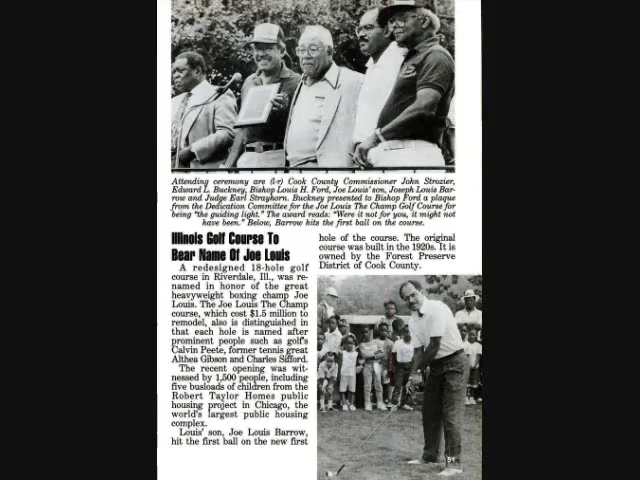 Attending ceremony are (l-r) Cook County Commissioner John Strozier,
Edward L. Buckney, Bishop Louis H. Ford, Joe Louis' son, Joseph Louis Bar-
row and Judge Earl Strayhorn. Buckney presented to Bishop Ford a plaque
from the Dedication Committee for the Joe Louis The Champ Golf Course for
being "the guiding light." The award reads: "Were it not for you, it might not
have been." Below, Barrow hits the first ball on the course.
Illinois Golf Course To
Bear Name Of Joe Louis
A redesigned 18-hole golf
course in Riverdale, Ill., was re-
named in honor of the great
heavyweight boxing champ Joe
Louis. The Joe Louis The Champ
course, which cost $1.5 million to
remodel, also is distinguished in
that each hole is named after
prominent people such as golf's
Calvin Peete, former tennis great
Althea Gibson and Charles Sifford.
The recent opening was wit-
nessed by 1,500 people, including
five busloads of children from the
Robert Taylor Homes public
housing project in Chicago, the
world's largest public housing
complex.
Louis' son, Joe Louis Barrow,
hit the first ball on the new first
hole of the course. The original
course was built in the 1920s. It is
owned by the Forest Preserve
District of Cook County.
51